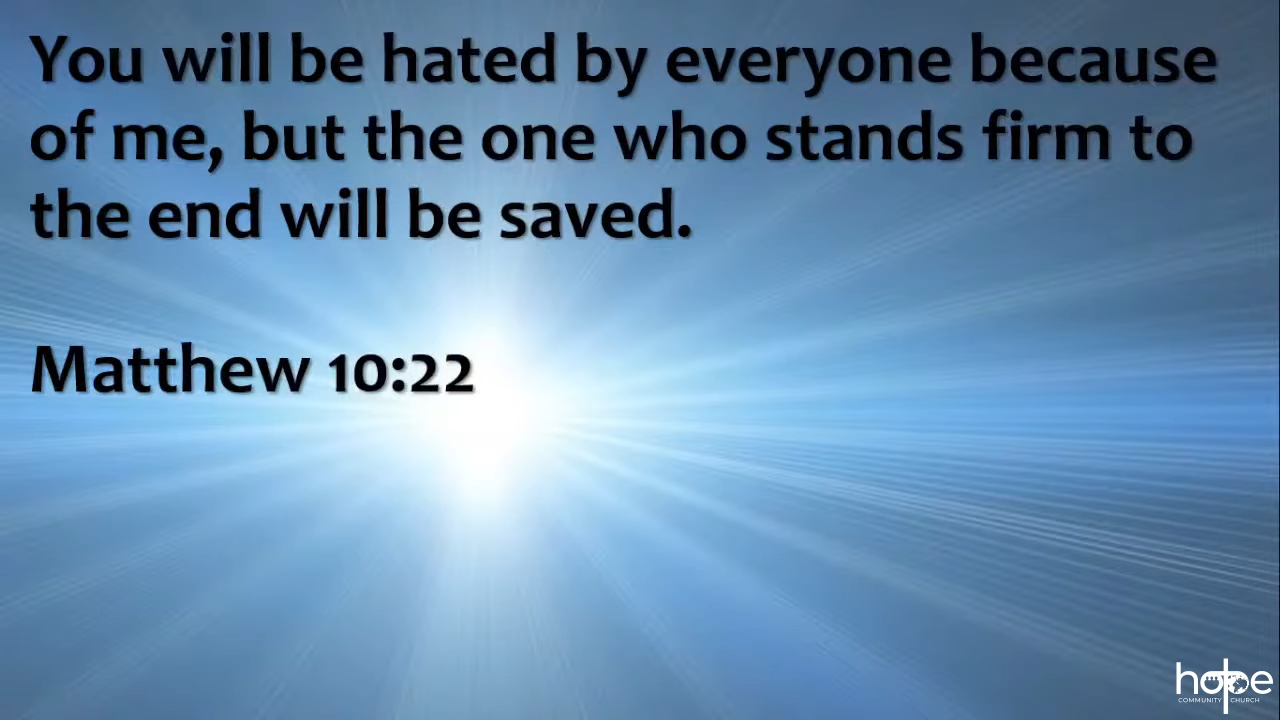 You will be hated by everyone because
of me, but the one who stands firm to
the end will be saved.
Matthew 10:22
hope
COMMUNITY CHURCH